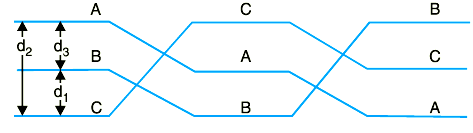 A C B
d₂ d₃ B A C
d₁
C B A